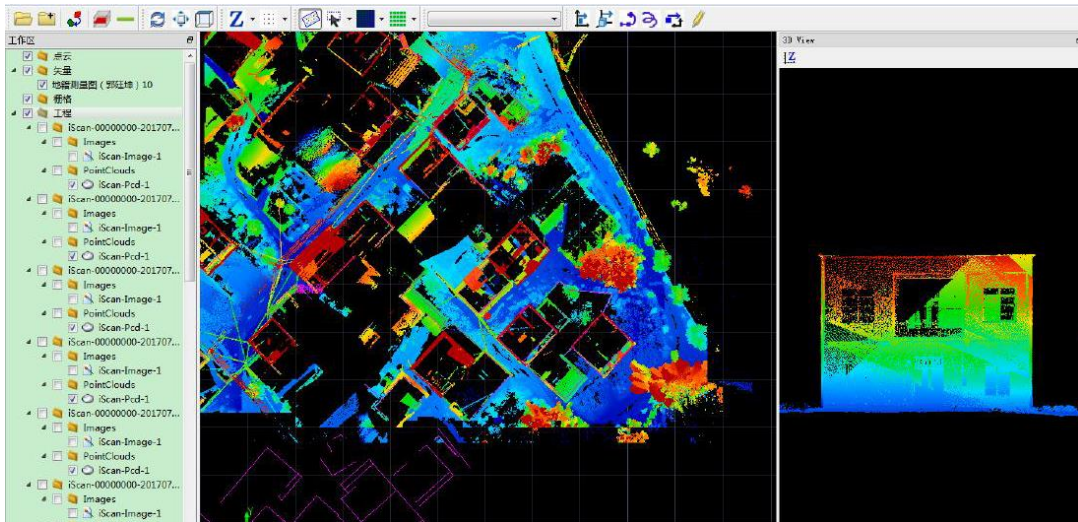 工作区
点云
矢量
地籍测量图（郭廷坤）10
栅格
工程
iScan-00000000-201707...
Images
iScan-Image-1
PointClouds
iScan-Pcd-1
iScan-00000000-201707...
Images
iScan-Image-1
PointClouds
iScan-Pcd-1
iScan-00000000-201707...
Images
iScan-Image-1
PointClouds
iScan-Pcd-1
iScan-00000000-201707...
Images
iScan-Image-1
PointClouds
iScan-Pcd-1
iScan-00000000-201707...
Images
iScan-Image-1
PointClouds
iScan-Pcd-1
iScan-00000000-201707...
Images
iScan-Image-1
Z
3D View
Z